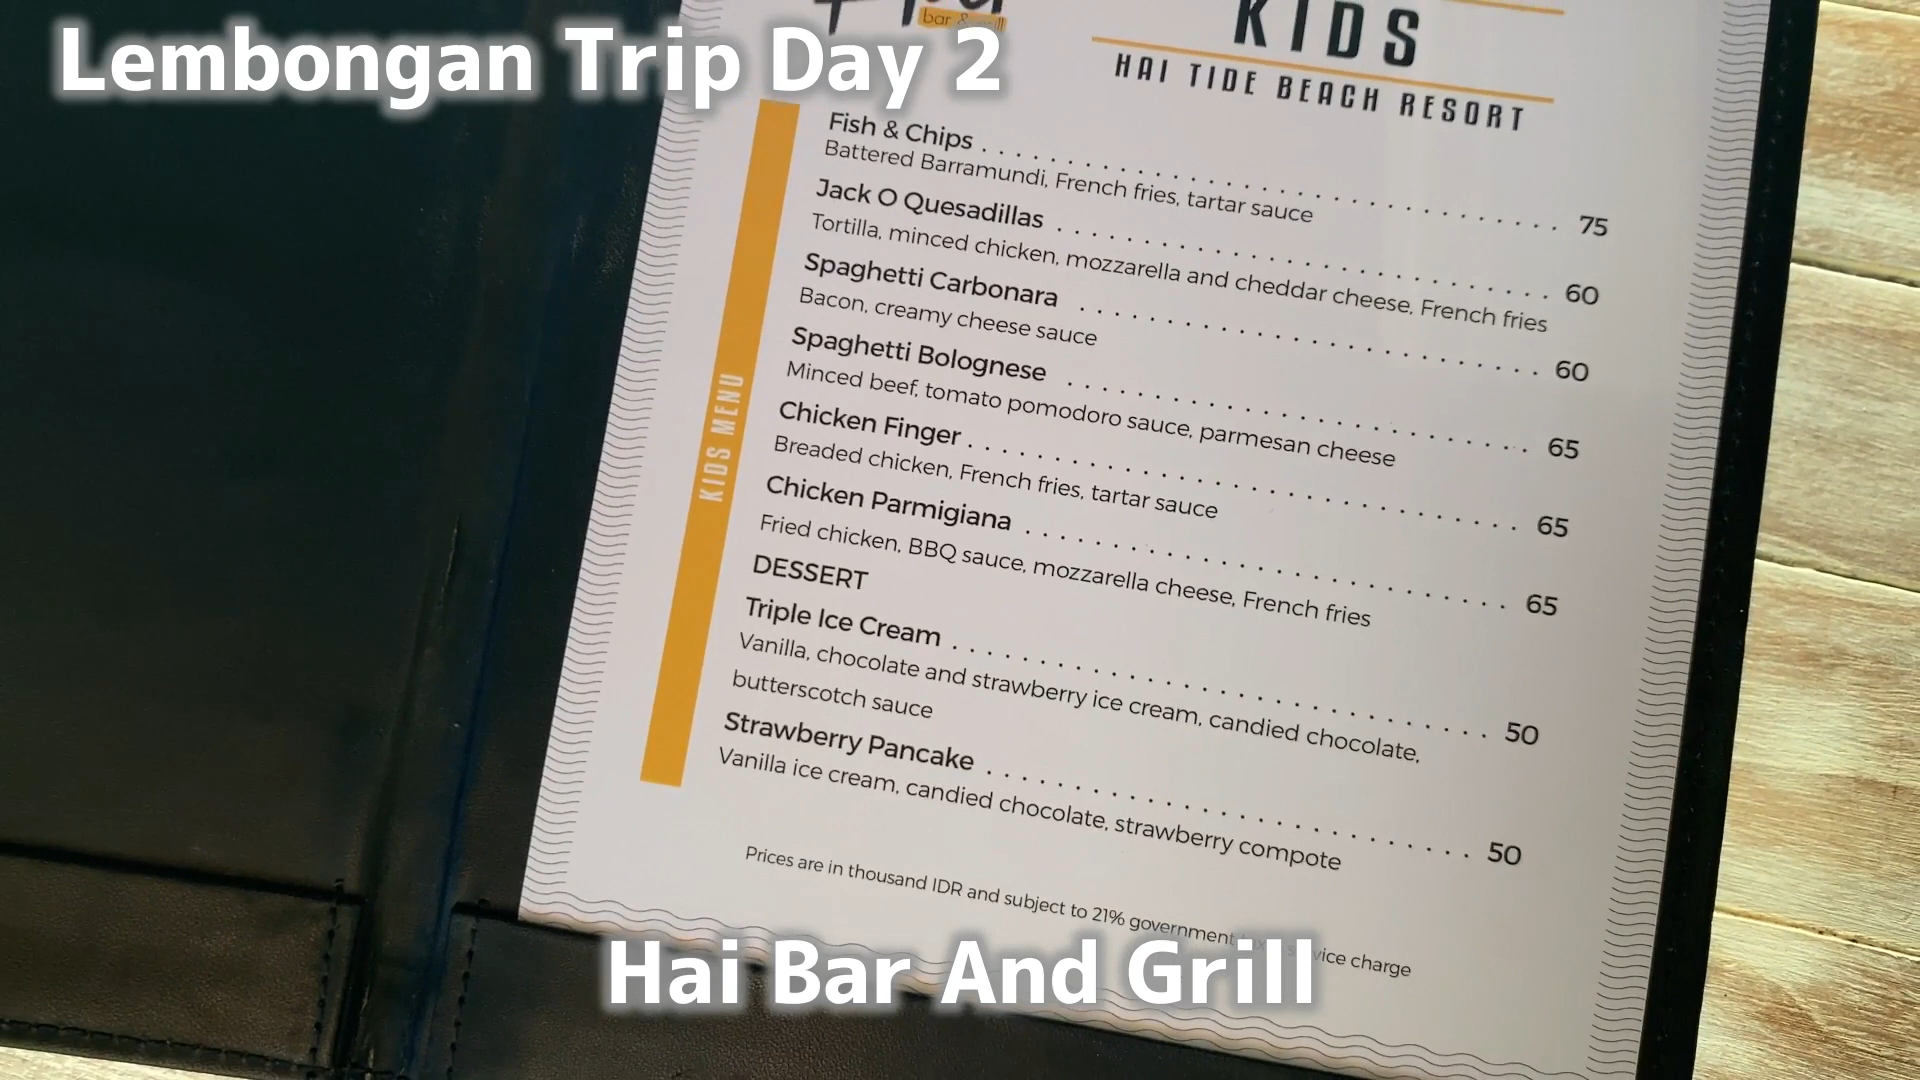 Lembongan Trip Day 2
bar & grill
KIDS
HAI TIDE BEACH RESORT
KIDS MENU
Fish & Chips . . . . . . . . . . . . . . . . . . . . . 75
Battered Barramundi, French fries, tartar sauce
Jack O Quesadillas . . . . . . . . . . . . . . . . . . . . . 60
Tortilla, minced chicken, mozzarella and cheddar cheese, French fries
Spaghetti Carbonara . . . . . . . . . . . . . . . . . . . . . 60
Bacon, creamy cheese sauce
Spaghetti Bolognese . . . . . . . . . . . . . . . . . . . . . 65
Minced beef, tomato pomodoro sauce, parmesan cheese
Chicken Finger . . . . . . . . . . . . . . . . . . . . . 65
Breaded chicken, French fries, tartar sauce
Chicken Parmigiana . . . . . . . . . . . . . . . . . . . . . 65
Fried chicken, BBQ sauce, mozzarella cheese, French fries
DESSERT
Triple Ice Cream . . . . . . . . . . . . . . . . . . . . . 50
Vanilla, chocolate and strawberry ice cream, candied chocolate,
butterscotch sauce
Strawberry Pancake . . . . . . . . . . . . . . . . . . . . . 50
Vanilla ice cream, candied chocolate, strawberry compote
Prices are in thousand IDR and subject to 21% government charge
Hai Bar And Grill